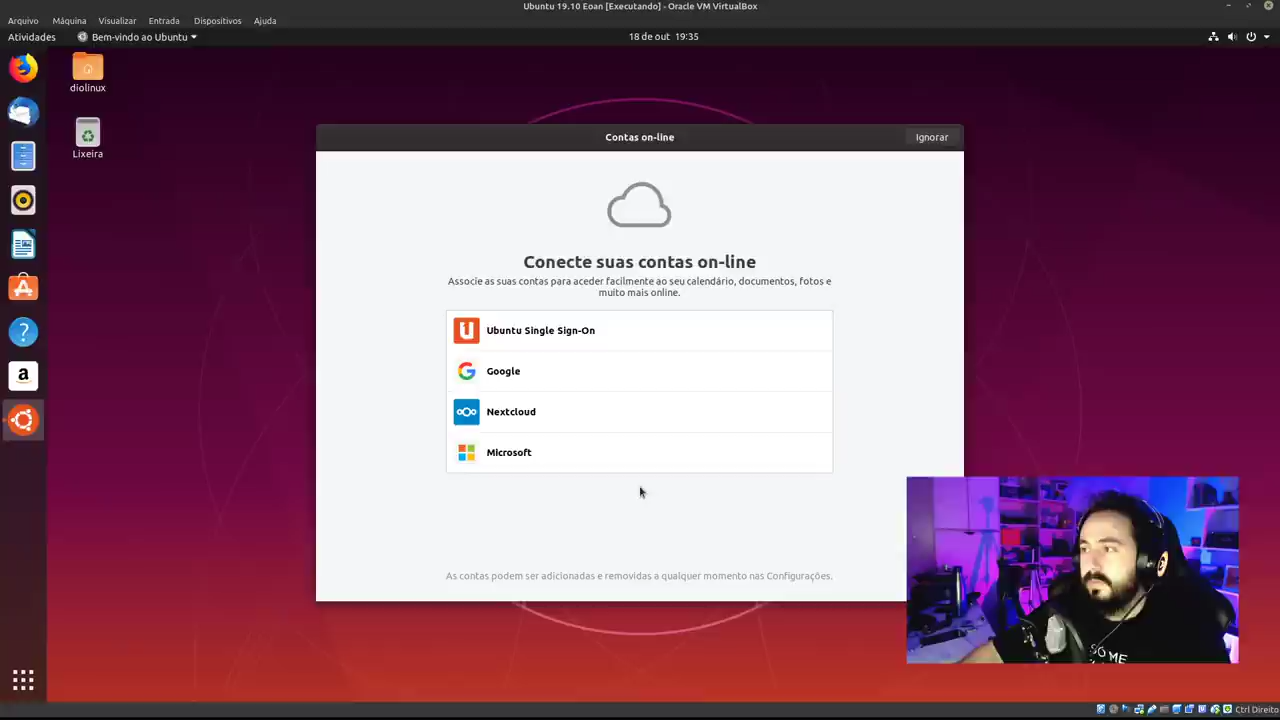 Ubuntu 19.10 Eoan [Executando] - Oracle VM VirtualBox
Arquivo Máquina Visualizar Entrada Dispositivos Ajuda
Atividades Bem-vindo ao Ubuntu 18 de out 19:35
diolinux
Lixeira
Contas on-line Ignorar
Conecte suas contas on-line
Associe as suas contas para aceder facilmente ao seu calendário, documentos, fotos e
muito mais online.
Ubuntu Single Sign-On
Google
Nextcloud
Microsoft
As contas podem ser adicionadas e removidas a qualquer momento nas Configurações.
SO ME
Ctrl Direito